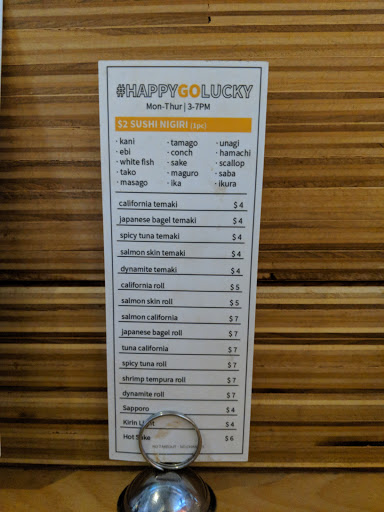 #HAPPYGOLUCKY
Mon-Thur | 3-7PM
$2 SUSHI NIGIRI (1pc)
· kani · tamago · unagi
· ebi · conch · hamachi
· white fish · sake · scallop
· tako · maguro · saba
· masago · ika · ikura
california temaki $ 4
japanese bagel temaki $ 4
spicy tuna temaki $ 4
salmon skin temaki $ 4
dynamite temaki $ 4
california roll $ 5
salmon skin roll $ 5
salmon california $ 7
japanese bagel roll $ 7
tuna california $ 7
spicy tuna roll $ 7
shrimp tempura roll $ 7
dynamite roll $ 7
Sapporo $ 4
Kirin $ 4
Hot Sake $ 6